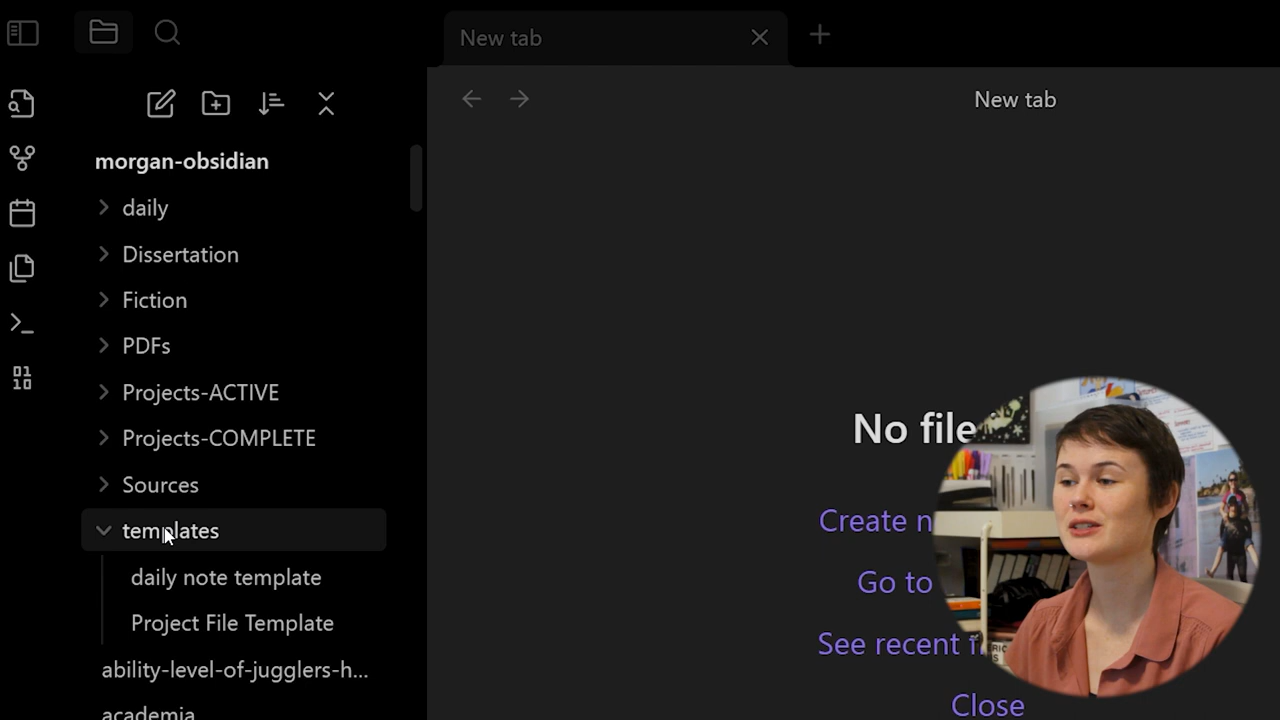 New tab
New tab
morgan-obsidian
daily
Dissertation
Fiction
PDFs
Projects-ACTIVE
Projects-COMPLETE
Sources
templates
daily note template
Project File Template
ability-level-of-jugglers-h...
academia
No file
Create n
Go to
See recent f
Close